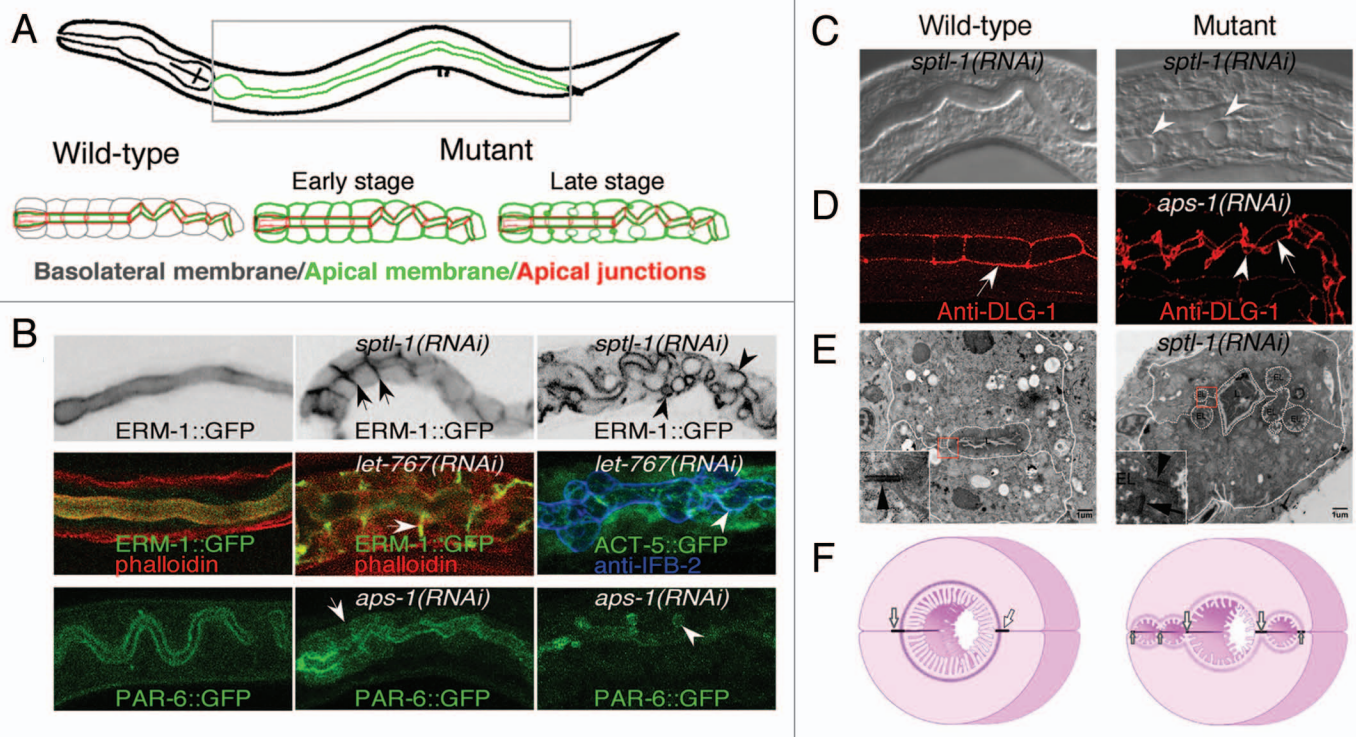 A
Wild-type
Mutant
Early stage
Late stage
Basolateral membrane/Apical membrane/Apical junctions
B
sptl-1(RNAi)
sptl-1(RNAi)
ERM-1::GFP
ERM-1::GFP
ERM-1::GFP
let-767(RNAi)
let-767(RNAi)
ERM-1::GFP
phalloidin
ERM-1::GFP
phalloidin
ACT-5::GFP
anti-IFB-2
aps-1(RNAi)
aps-1(RNAi)
PAR-6::GFP
PAR-6::GFP
PAR-6::GFP
Wild-type
Mutant
C
sptl-1(RNAi)
sptl-1(RNAi)
D
aps-1(RNAi)
Anti-DLG-1
Anti-DLG-1
E
sptl-1(RNAi)
L
1um
EL
L
EL
EL
EL
EL
1um
F